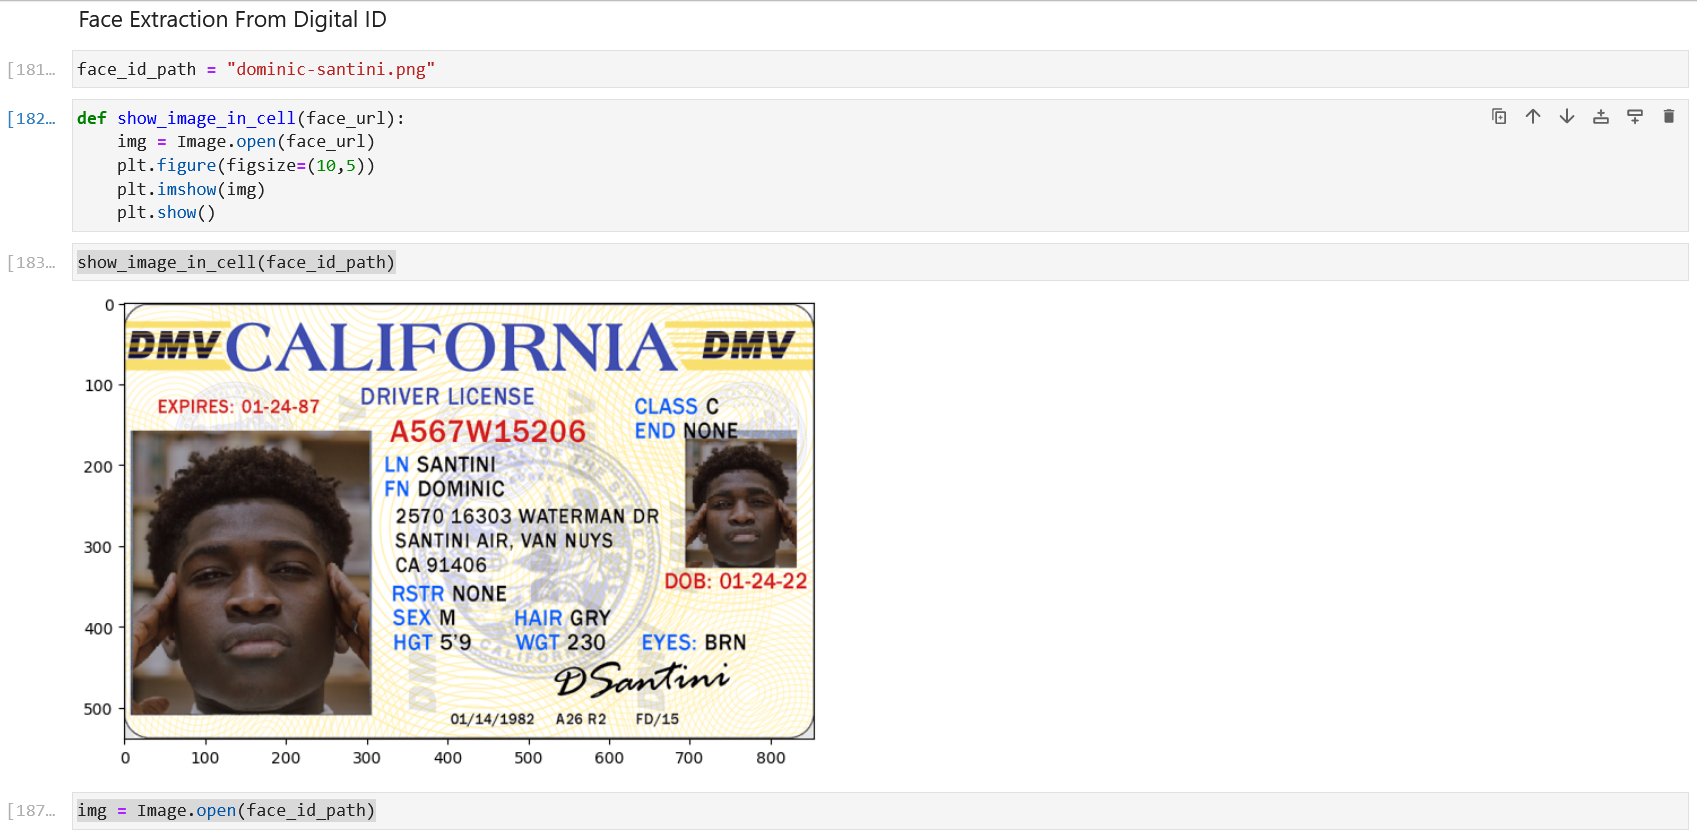 Face Extraction From Digital ID
[181...
face_id_path = "dominic-santini.png"
[182...
def show_image_in_cell(face_url):
    img = Image.open(face_url)
    plt.figure(figsize=(10,5))
    plt.imshow(img)
    plt.show()
[183...
show_image_in_cell(face_id_path)
0
100
200
300
400
500
DMV CALIFORNIA DMV
DRIVER LICENSE
EXPIRES: 01-24-87
CLASS C
A567W15206
END NONE
LN SANTINI
FN DOMINIC
2570 16303 WATERMAN DR
SANTINI AIR, VAN NUYS
CA 91406
DOB: 01-24-22
RSTR NONE
SEX M HAIR GRY
HGT 5'9 WGT 230 EYES: BRN
DSantini
01/14/1982 A26 R2 FD/15
0 100 200 300 400 500 600 700 800
[187...
img = Image.open(face_id_path)